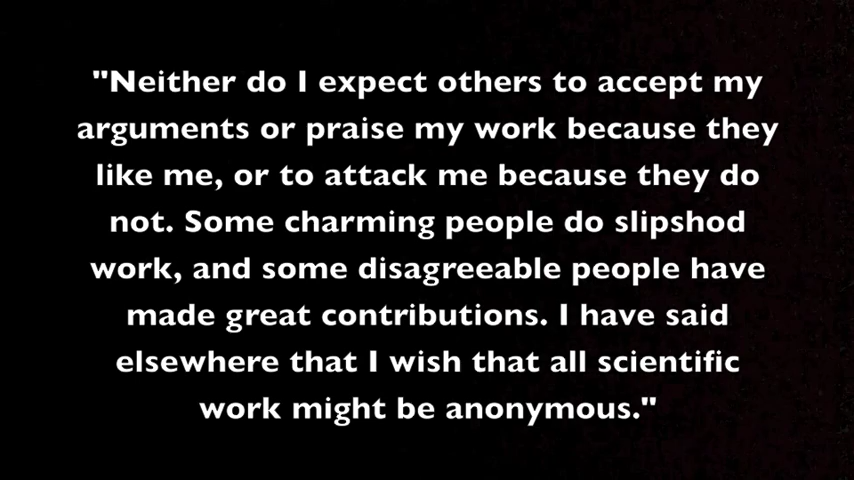 "Neither do I expect others to accept my
arguments or praise my work because they
like me, or to attack me because they do
not. Some charming people do slipshod
work, and some disagreeable people have
made great contributions. I have said
elsewhere that I wish that all scientific
work might be anonymous."